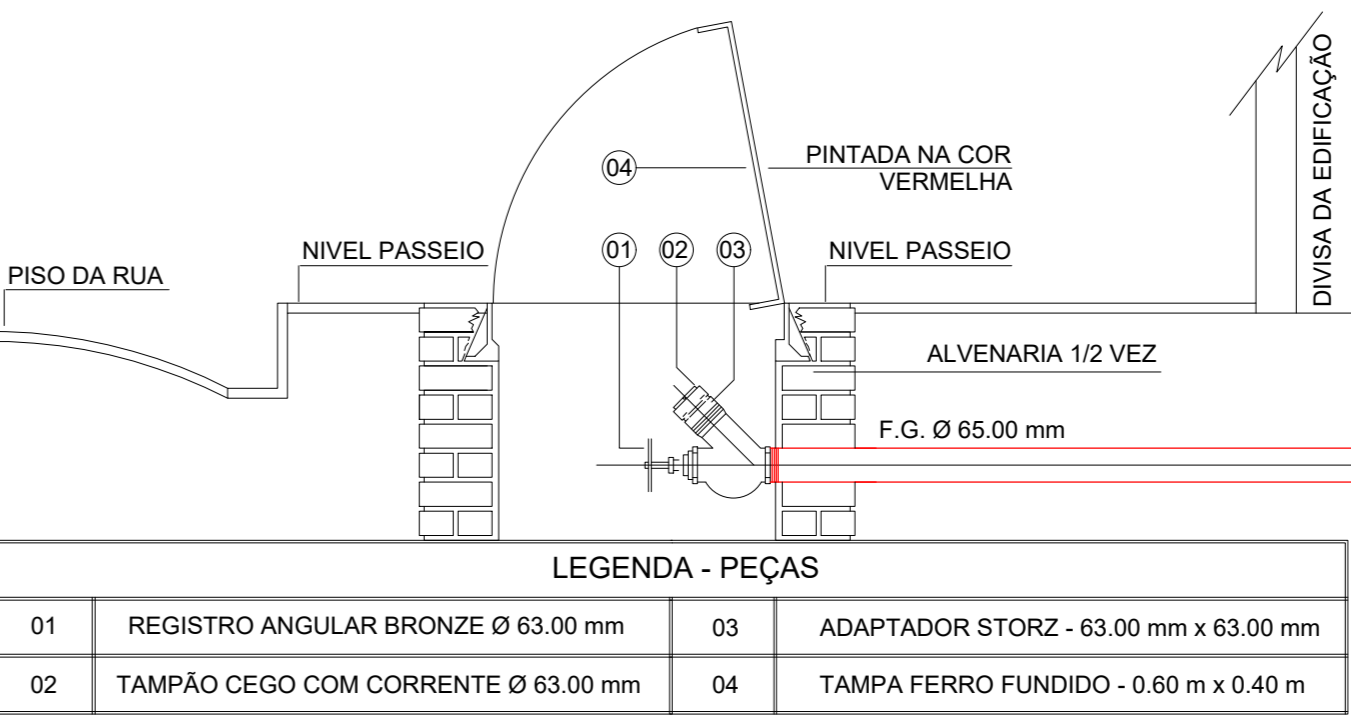 DIVISA DA EDIFICAÇÃO
04
PINTADA NA COR
VERMELHA
PISO DA RUA
NIVEL PASSEIO
01
02
03
NIVEL PASSEIO
ALVENARIA 1/2 VEZ
F.G. Ø 65.00 mm
LEGENDA - PEÇAS
01 REGISTRO ANGULAR BRONZE Ø 63.00 mm 03 ADAPTADOR STORZ - 63.00 mm x 63.00 mm
02 TAMPÃO CEGO COM CORRENTE Ø 63.00 mm 04 TAMPA FERRO FUNDIDO - 0.60 m x 0.40 m